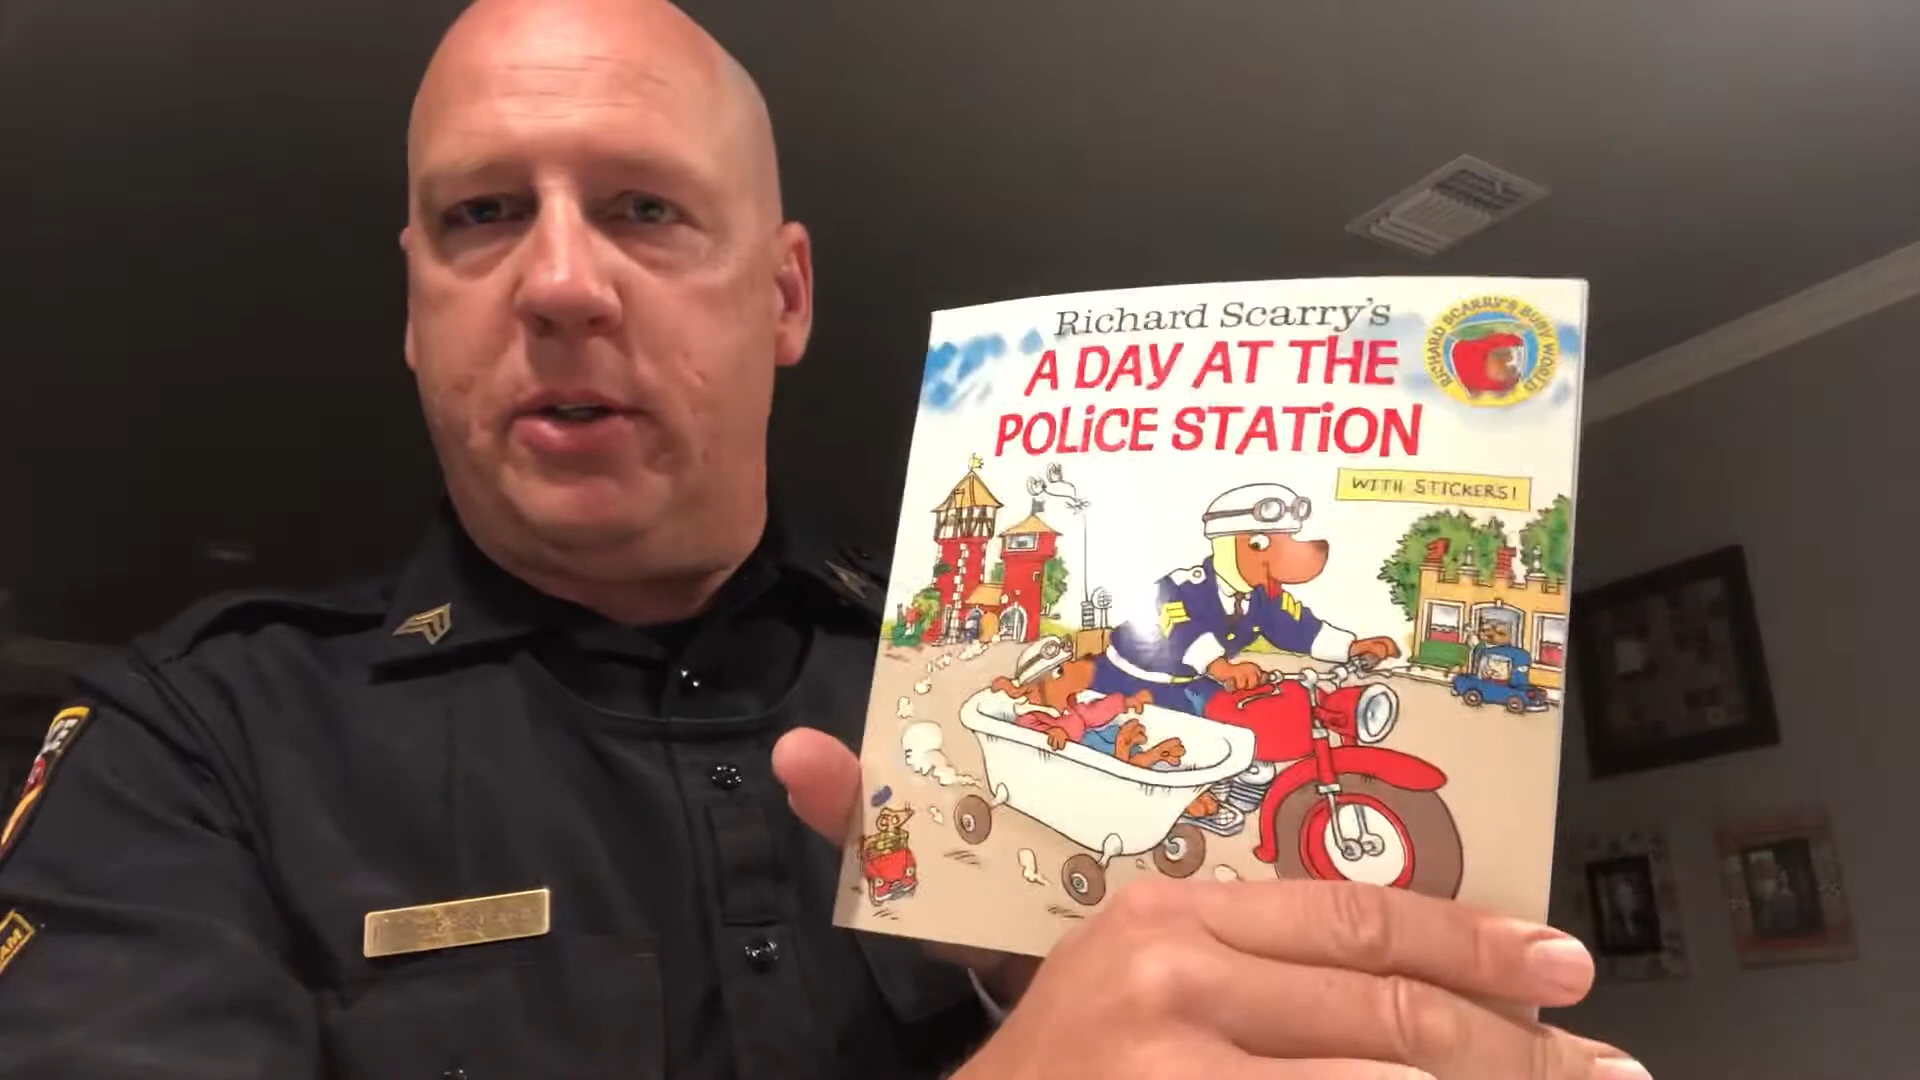 Richard Scarry's
A DAY AT THE
POLiCE STATiON
RICHARD SCARRY'S BUSY WORLD
WITH STICKERS!